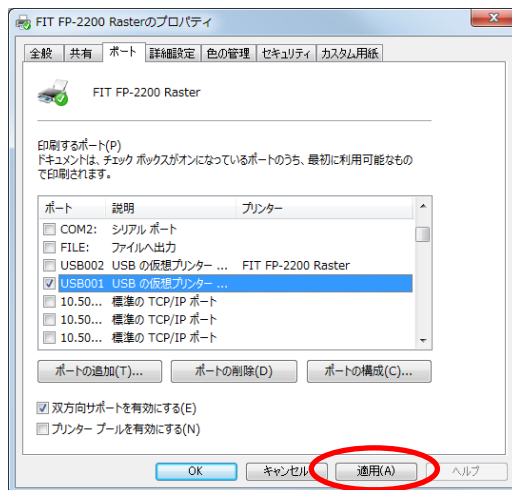 FIT FP-2200 Rasterのプロパティ
全般 共有 ポート 詳細設定 色の管理 セキュリティ カスタム用紙
FIT FP-2200 Raster
印刷するポート(P)
ドキュメントは、チェック ボックスがオンになっているポートのうち、最初に利用可能なもの
で印刷されます。
ポート 説明 プリンター
COM2: シリアル ポート
FILE: ファイルへ出力
USB002 USB の仮想プリンター ... FIT FP-2200 Raster
USB001 USB の仮想プリンター ...
10.50... 標準の TCP/IP ポート
10.50... 標準の TCP/IP ポート
10.50... 標準の TCP/IP ポート
ポートの追加(T)... ポートの削除(D) ポートの構成(C)...
双方向サポートを有効にする(E)
プリンター プールを有効にする(N)
OK キャンセル 適用(A) ヘルプ